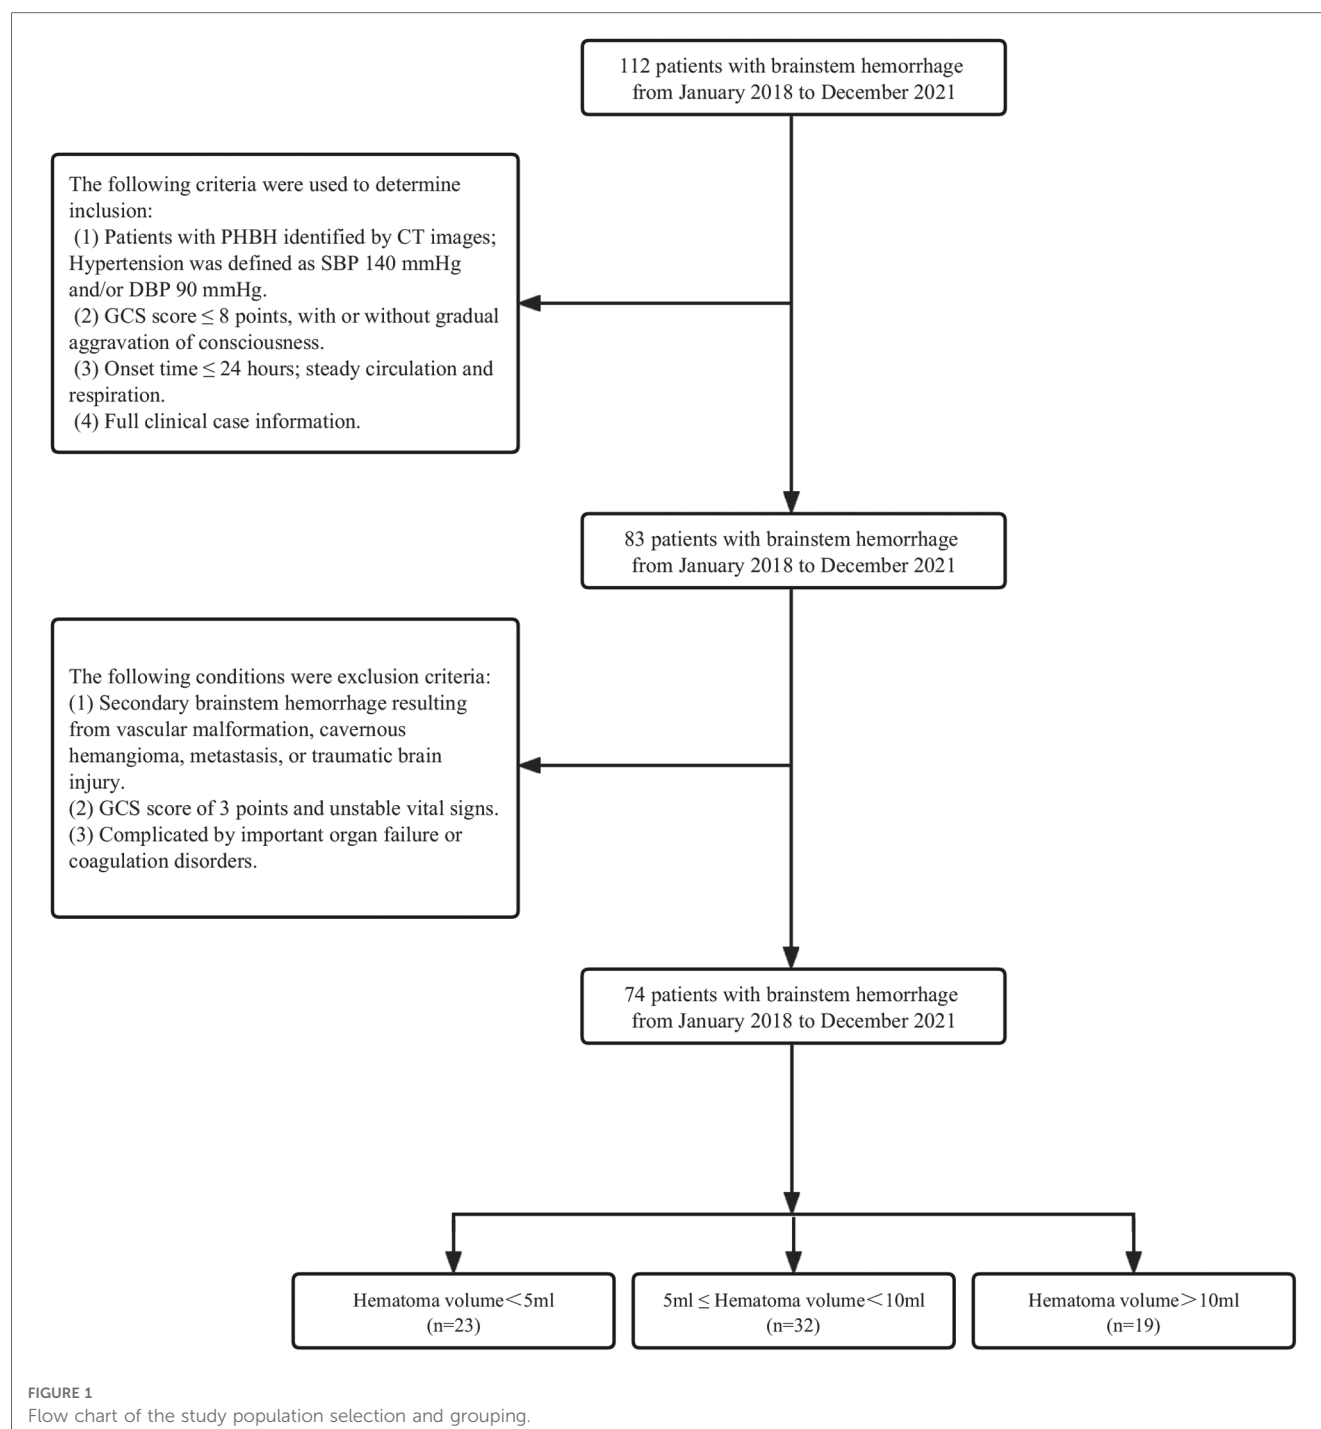 112 patients with brainstem hemorrhage
from January 2018 to December 2021
The following criteria were used to determine
inclusion:
(1) Patients with PHBH identified by CT images;
Hypertension was defined as SBP 140 mmHg
and/or DBP 90 mmHg.
(2) GCS score ≤ 8 points, with or without gradual
aggravation of consciousness.
(3) Onset time ≤ 24 hours; steady circulation and
respiration.
(4) Full clinical case information.
83 patients with brainstem hemorrhage
from January 2018 to December 2021
The following conditions were exclusion criteria:
(1) Secondary brainstem hemorrhage resulting
from vascular malformation, cavernous
hemangioma, metastasis, or traumatic brain
injury.
(2) GCS score of 3 points and unstable vital signs.
(3) Complicated by important organ failure or
coagulation disorders.
74 patients with brainstem hemorrhage
from January 2018 to December 2021
Hematoma volume＜5ml
(n=23)
5ml ≤ Hematoma volume＜10ml
(n=32)
Hematoma volume＞10ml
(n=19)
FIGURE 1
Flow chart of the study population selection and grouping.